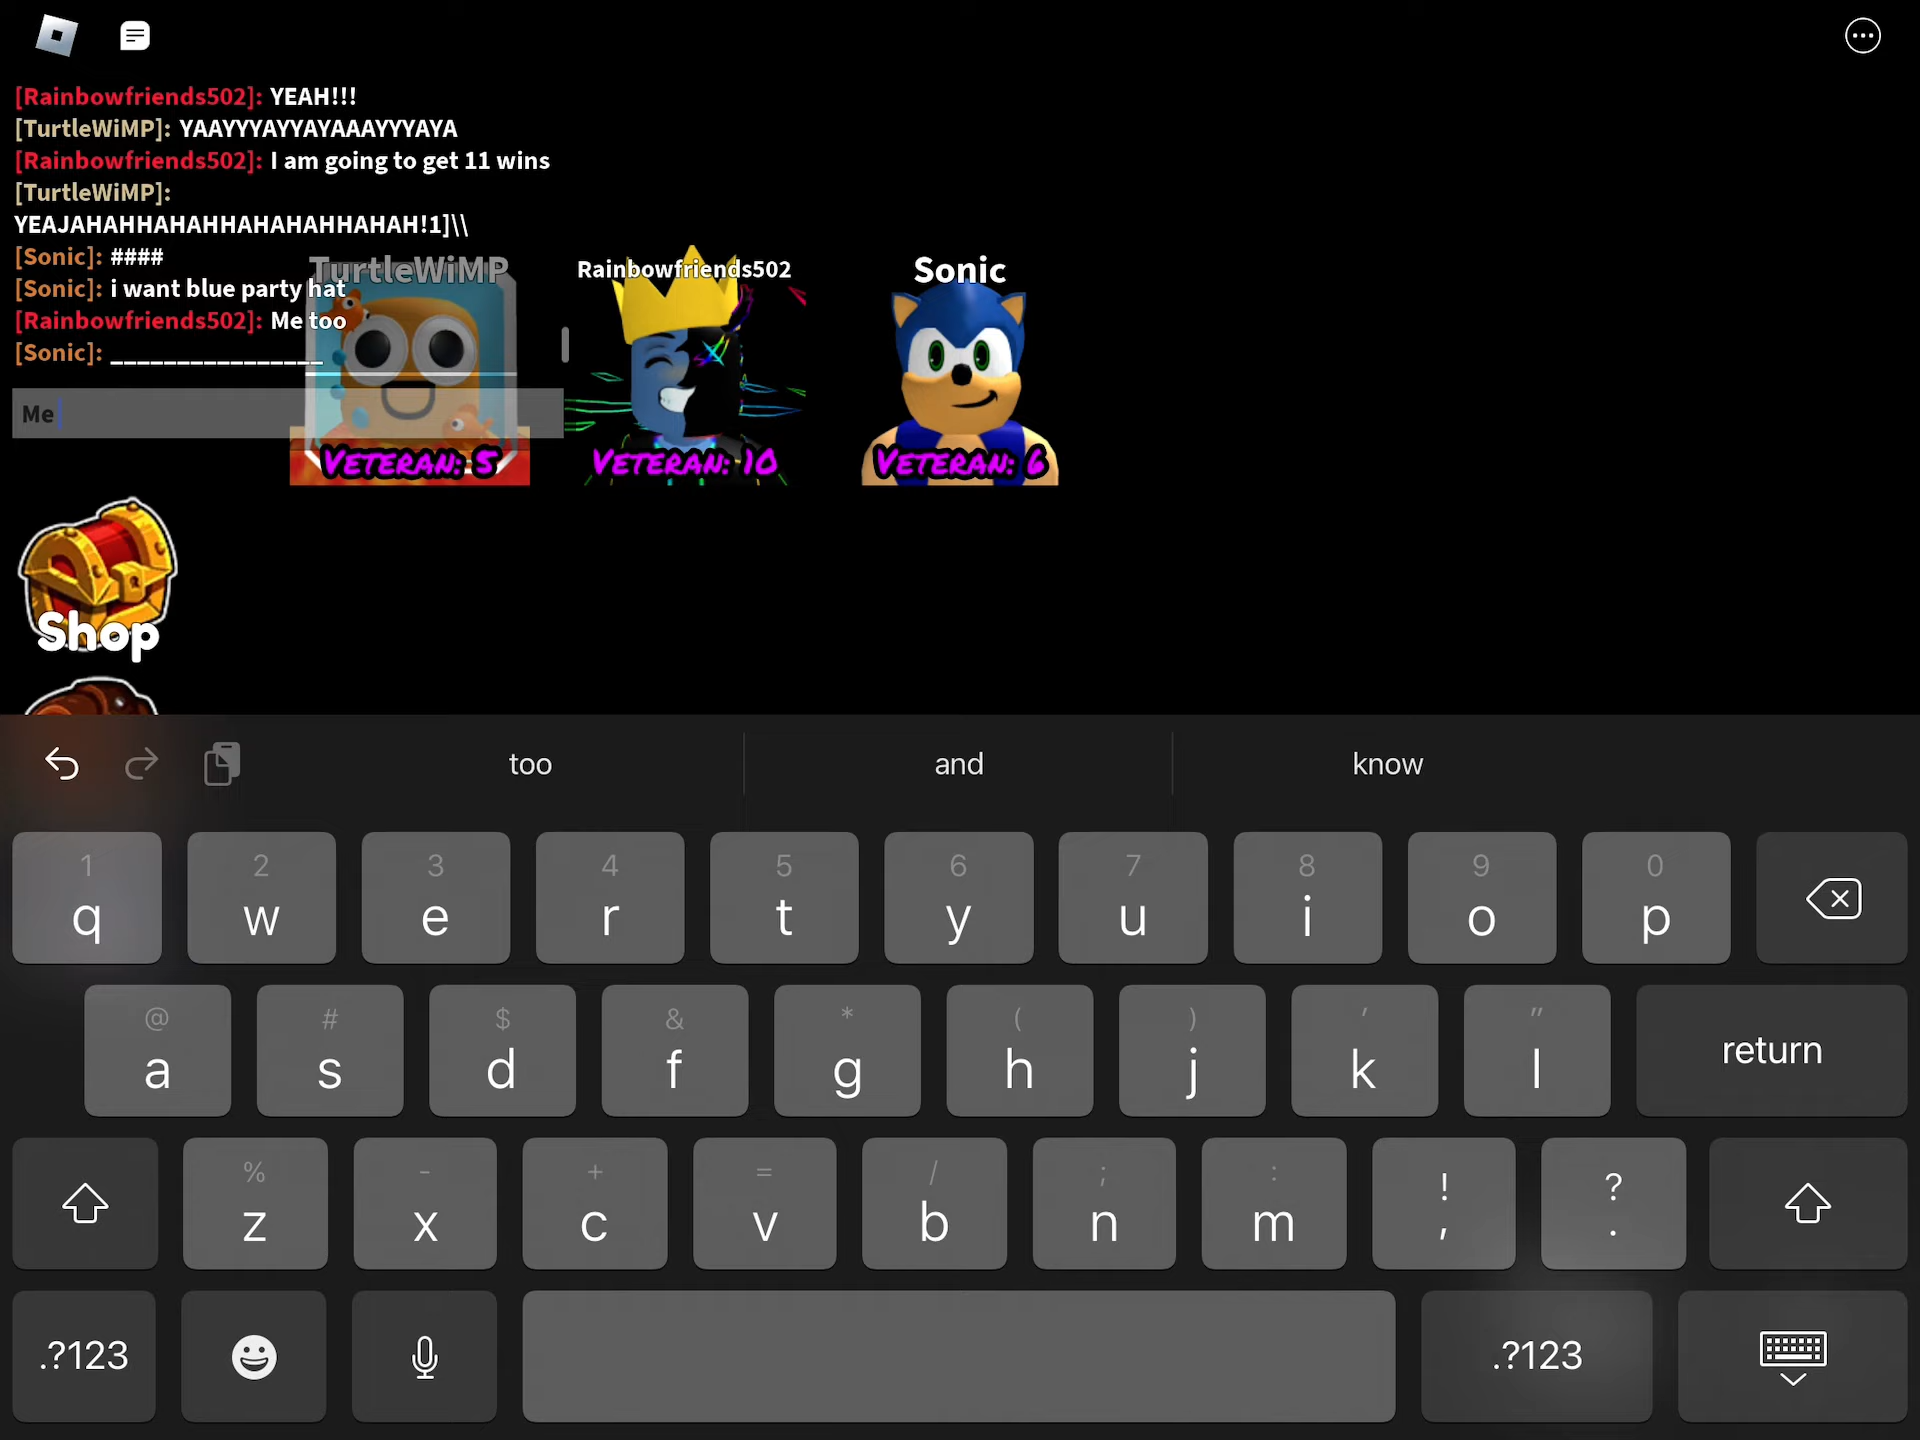 [Rainbowfriends502]: YEAH!!!
[TurtleWiMP]: YAAYYYAYYAYAAAYYYAYA
[Rainbowfriends502]: I am going to get 11 wins
[TurtleWiMP]:
YEAJAHAHHAHAHHAHAHAHHAHAH!1]\\
[Sonic]: ####
[Sonic]: i want blue party hat
[Rainbowfriends502]: Me too
[Sonic]: ________________
Me
TurtleWiMP Rainbowfriends502 Sonic
VETERAN: 5 VETERAN: 10 VETERAN: 6
Shop
too and know
1 2 3 4 5 6 7 8 9 0
q w e r t y u i o p
@ # $ & * ( ) ' "
a s d f g h j k l return
% - + = / ; : ! ?
z x c v b n m , .
.?123 .?123